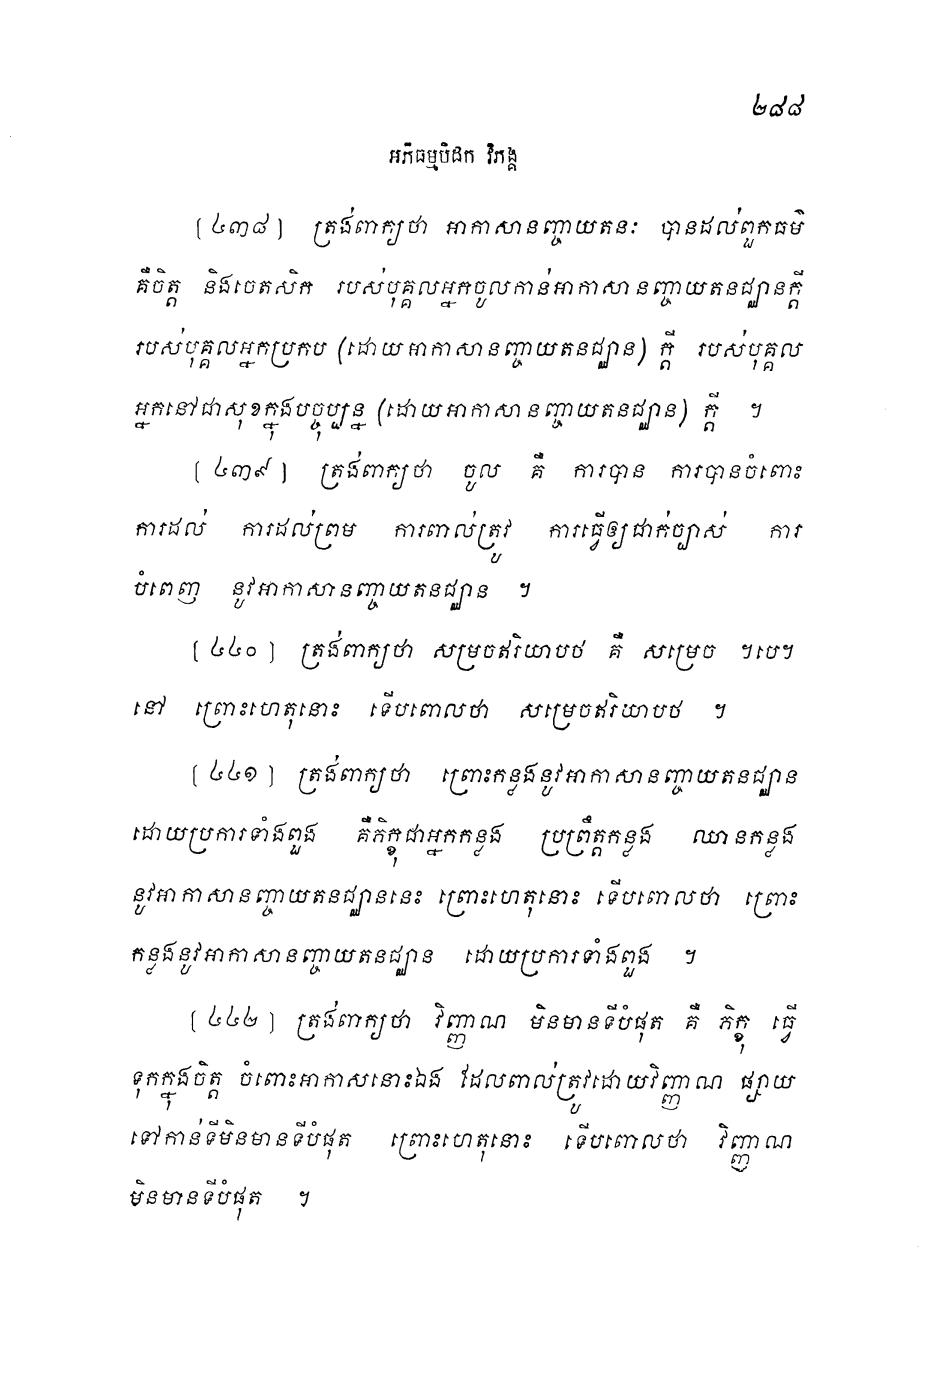 ២៨៨
អភិធម្មបិដក វិភង្គ
[៤៣៨] ត្រង់ពាក្យថា អាកាសានញ្ចាយតនៈ បានដល់ពួកធម៌
គឺចិត្ត និងចេតសិក របស់បុគ្គលអ្នកចូលកាន់អាកាសានញ្ចាយតនជ្ឈានក្តី
របស់បុគ្គលអ្នកប្រកប (ដោយអាកាសានញ្ចាយតនជ្ឈាន) ក្តី របស់បុគ្គល
អ្នកនៅជាសុខក្នុងបច្ចុប្បន្ន (ដោយអាកាសានញ្ចាយតនជ្ឈាន) ក្តី ។
[៤៣៩] ត្រង់ពាក្យថា ចូល គឺ ការបាន ការបានចំពោះ
ការដល់ ការដល់ព្រម ការពាល់ត្រូវ ការធ្វើឲ្យជាក់ច្បាស់ ការ
បំពេញ នូវអាកាសានញ្ចាយតនជ្ឈាន ។
[៤៤០] ត្រង់ពាក្យថា សម្រេចឥរិយាបថ គឺ សម្រេច ។បេ។
នៅ ព្រោះហេតុនោះ ទើបពោលថា សម្រេចឥរិយាបថ ។
[៤៤១] ត្រង់ពាក្យថា ព្រោះកន្លងនូវអាកាសានញ្ចាយតនជ្ឈាន
ដោយប្រការទាំងពួង គឺភិក្ខុជាអ្នកកន្លង ប្រព្រឹត្តកន្លង ឈានកន្លង
នូវអាកាសានញ្ចាយតនជ្ឈាននេះ ព្រោះហេតុនោះ ទើបពោលថា ព្រោះ
កន្លងនូវអាកាសានញ្ចាយតនជ្ឈាន ដោយប្រការទាំងពួង ។
[៤៤២] ត្រង់ពាក្យថា វិញ្ញាណ មិនមានទីបំផុត គឺ ភិក្ខុ ធ្វើ
ទុកក្នុងចិត្ត ចំពោះអាកាសនោះឯង ដែលពាល់ត្រូវដោយវិញ្ញាណ ផ្សាយ
ទៅកាន់ទីមិនមានទីបំផុត ព្រោះហេតុនោះ ទើបពោលថា វិញ្ញាណ
មិនមានទីបំផុត ។